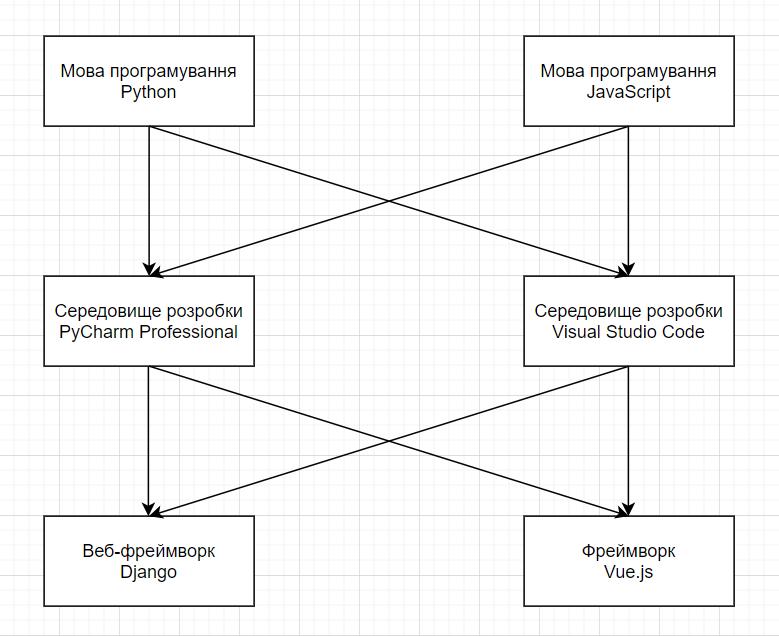 Мова програмування
Python
Мова програмування
JavaScript
Середовище розробки
PyCharm Professional
Середовище розробки
Visual Studio Code
Веб-фреймворк
Django
Фреймворк
Vue.js